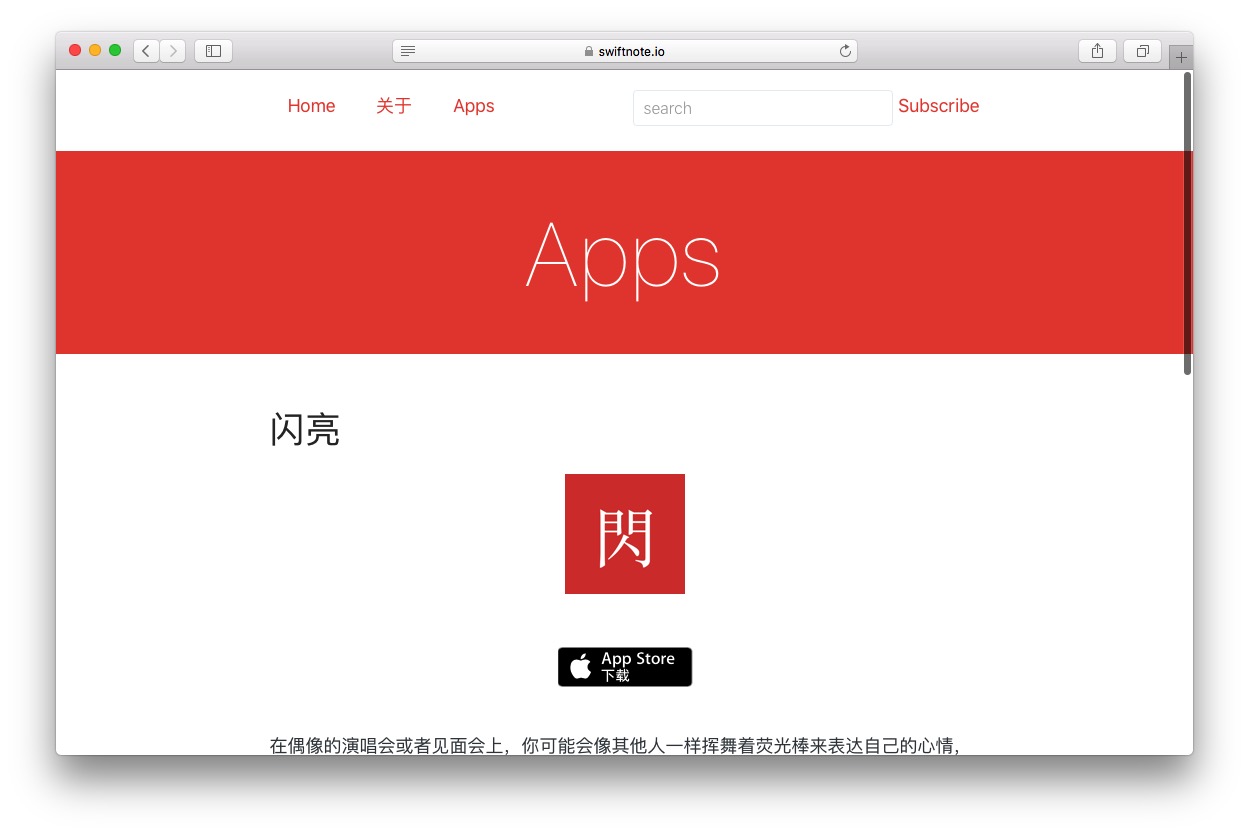 swiftnote.io
Home 关于 Apps search Subscribe
Apps
闪亮
閃
App Store
下载
在偶像的演唱会或者见面会上，你可能会像其他人一样挥舞着荧光棒来表达自己的心情，